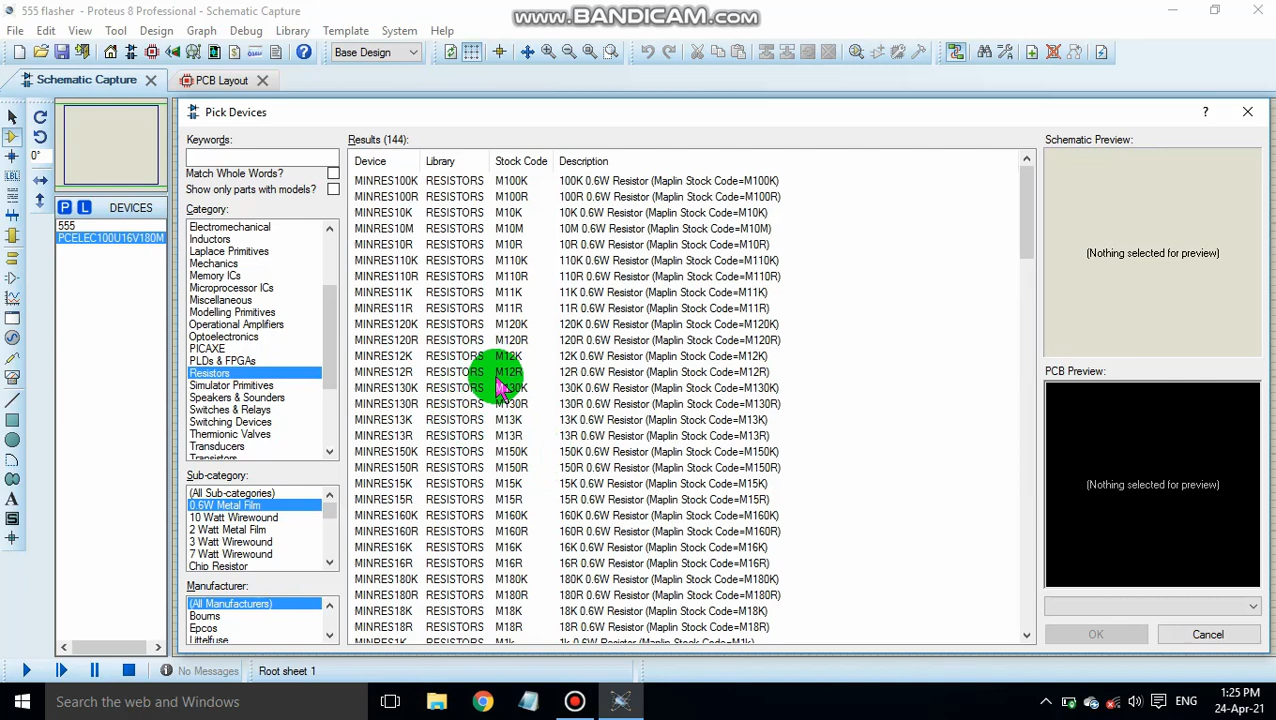 555 flasher - Proteus 8 Professional - Schematic Capture
www.BANDICAM.com
File Edit View Tool Design Graph Debug Library Template System Help
Base Design
Schematic Capture PCB Layout
Pick Devices
Keywords: Results (144): Schematic Preview:
Match Whole Words?
Show only parts with models?
0°
P L DEVICES
555
PCELEC100U16V180M
Category:
Electromechanical
Inductors
Laplace Primitives
Mechanics
Memory ICs
Microprocessor ICs
Miscellaneous
Modelling Primitives
Operational Amplifiers
Optoelectronics
PICAXE
PLDs & FPGAs
Resistors
Simulator Primitives
Speakers & Sounders
Switches & Relays
Switching Devices
Thermionic Valves
Transducers
Transistors
Sub-category:
(All Sub-categories)
0.6W Metal Film
10 Watt Wirewound
2 Watt Metal Film
3 Watt Wirewound
7 Watt Wirewound
Chip Resistor
Manufacturer:
(All Manufacturers)
Bourns
Epcos
Littelfuse
Device Library Stock Code Description
MINRES100K RESISTORS M100K 100K 0.6W Resistor (Maplin Stock Code=M100K)
MINRES100R RESISTORS M100R 100R 0.6W Resistor (Maplin Stock Code=M100R)
MINRES10K RESISTORS M10K 10K 0.6W Resistor (Maplin Stock Code=M10K)
MINRES10M RESISTORS M10M 10M 0.6W Resistor (Maplin Stock Code=M10M)
MINRES10R RESISTORS M10R 10R 0.6W Resistor (Maplin Stock Code=M10R)
MINRES110K RESISTORS M110K 110K 0.6W Resistor (Maplin Stock Code=M110K)
MINRES110R RESISTORS M110R 110R 0.6W Resistor (Maplin Stock Code=M110R)
MINRES11K RESISTORS M11K 11K 0.6W Resistor (Maplin Stock Code=M11K)
MINRES11R RESISTORS M11R 11R 0.6W Resistor (Maplin Stock Code=M11R)
MINRES120K RESISTORS M120K 120K 0.6W Resistor (Maplin Stock Code=M120K)
MINRES120R RESISTORS M120R 120R 0.6W Resistor (Maplin Stock Code=M120R)
MINRES12K RESISTORS M12K 12K 0.6W Resistor (Maplin Stock Code=M12K)
MINRES12R RESISTORS M12R 12R 0.6W Resistor (Maplin Stock Code=M12R)
MINRES130K RESISTORS M130K 130K 0.6W Resistor (Maplin Stock Code=M130K)
MINRES130R RESISTORS M130R 130R 0.6W Resistor (Maplin Stock Code=M130R)
MINRES13K RESISTORS M13K 13K 0.6W Resistor (Maplin Stock Code=M13K)
MINRES13R RESISTORS M13R 13R 0.6W Resistor (Maplin Stock Code=M13R)
MINRES150K RESISTORS M150K 150K 0.6W Resistor (Maplin Stock Code=M150K)
MINRES150R RESISTORS M150R 150R 0.6W Resistor (Maplin Stock Code=M150R)
MINRES15K RESISTORS M15K 15K 0.6W Resistor (Maplin Stock Code=M15K)
MINRES15R RESISTORS M15R 15R 0.6W Resistor (Maplin Stock Code=M15R)
MINRES160K RESISTORS M160K 160K 0.6W Resistor (Maplin Stock Code=M160K)
MINRES160R RESISTORS M160R 160R 0.6W Resistor (Maplin Stock Code=M160R)
MINRES16K RESISTORS M16K 16K 0.6W Resistor (Maplin Stock Code=M16K)
MINRES16R RESISTORS M16R 16R 0.6W Resistor (Maplin Stock Code=M16R)
MINRES180K RESISTORS M180K 180K 0.6W Resistor (Maplin Stock Code=M180K)
MINRES180R RESISTORS M180R 180R 0.6W Resistor (Maplin Stock Code=M180R)
MINRES18K RESISTORS M18K 18K 0.6W Resistor (Maplin Stock Code=M18K)
MINRES18R RESISTORS M18R 18R 0.6W Resistor (Maplin Stock Code=M18R)
MINRES1K RESISTORS M1k 1k 0.6W Resistor (Maplin Stock Code=M1k)
(Nothing selected for preview)
PCB Preview:
(Nothing selected for preview)
OK Cancel
No Messages Root sheet 1
Search the web and Windows
ENG 1:25 PM
24-Apr-21